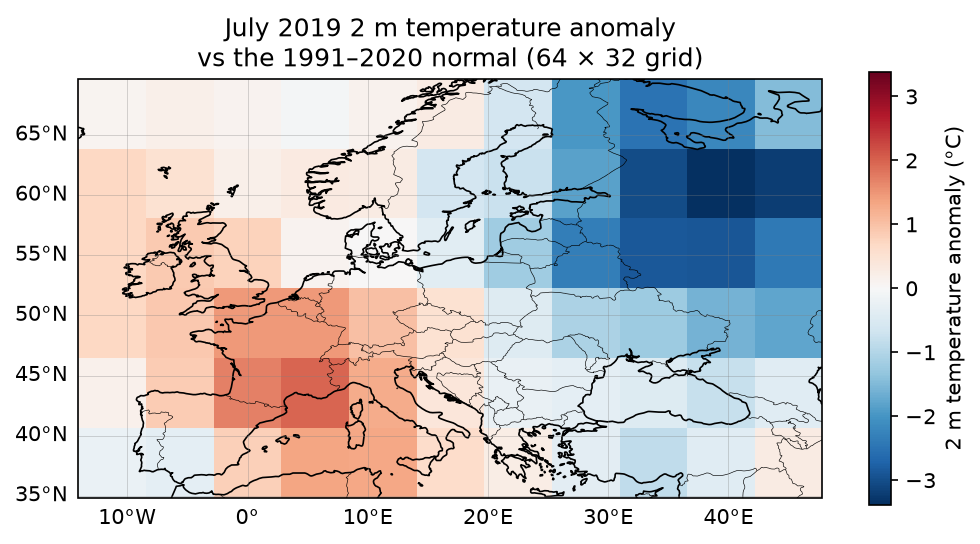 July 2019 2 m temperature anomaly
vs the 1991–2020 normal (64 × 32 grid)
65°N
60°N
55°N
50°N
45°N
40°N
35°N
10°W
0°
10°E
20°E
30°E
40°E
3
2
1
0
−1
−2
−3
2 m temperature anomaly (°C)